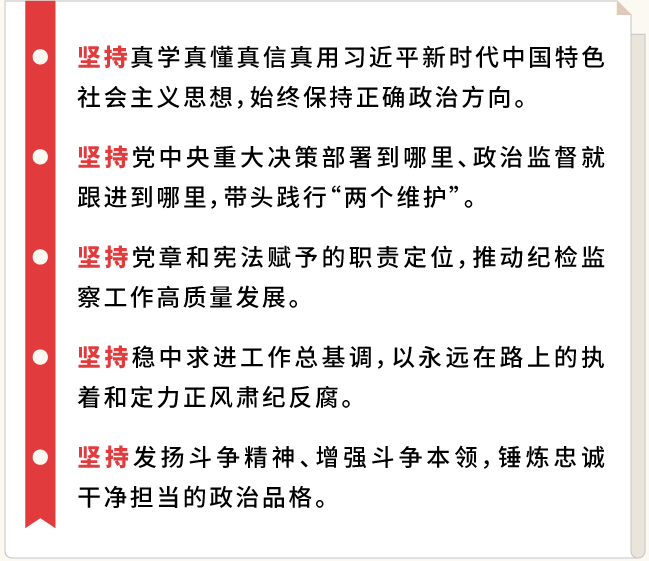 坚持真学真懂真信真用习近平新时代中国特色
社会主义思想，始终保持正确政治方向。
坚持党中央重大决策部署到哪里、政治监督就
跟进到哪里，带头践行“两个维护”。
坚持党章和宪法赋予的职责定位，推动纪检监
察工作高质量发展。
坚持稳中求进工作总基调，以永远在路上的执
着和定力正风肃纪反腐。
坚持发扬斗争精神、增强斗争本领，锤炼忠诚
干净担当的政治品格。